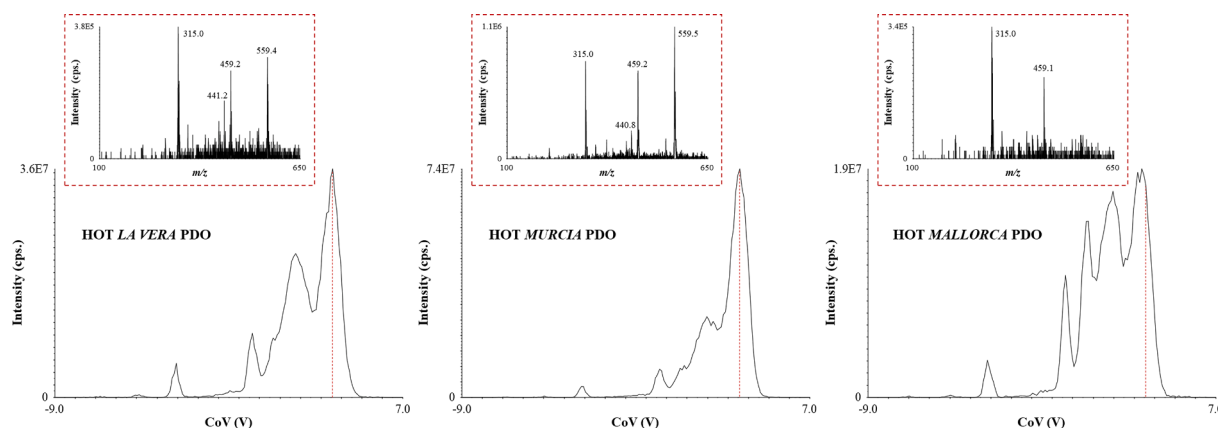 3.8E5
315.0
559.4
459.2
441.2
Intensity (cps.)
0
100
650
m/z
3.6E7
HOT LA VERA PDO
Intensity (cps.)
0
-9.0
7.0
CoV (V)
1.1E6
559.5
315.0
459.2
440.8
Intensity (cps.)
0
100
650
m/z
7.4E7
HOT MURCIA PDO
Intensity (cps.)
0
-9.0
7.0
CoV (V)
3.4E5
315.0
459.1
Intensity (cps.)
0
100
650
m/z
1.9E7
HOT MALLORCA PDO
Intensity (cps.)
0
-9.0
7.0
CoV (V)